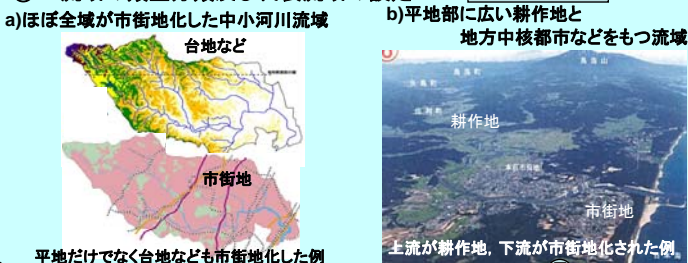 a)ほぼ全域が市街地化した中小河川流域
台地など
市街地
平地だけでなく台地なども市街地化した例
b)平地部に広い耕作地と
地方中核都市などをもつ流域
鳥海山
耕作地
市街地
上流が耕作地，下流が市街地化された例